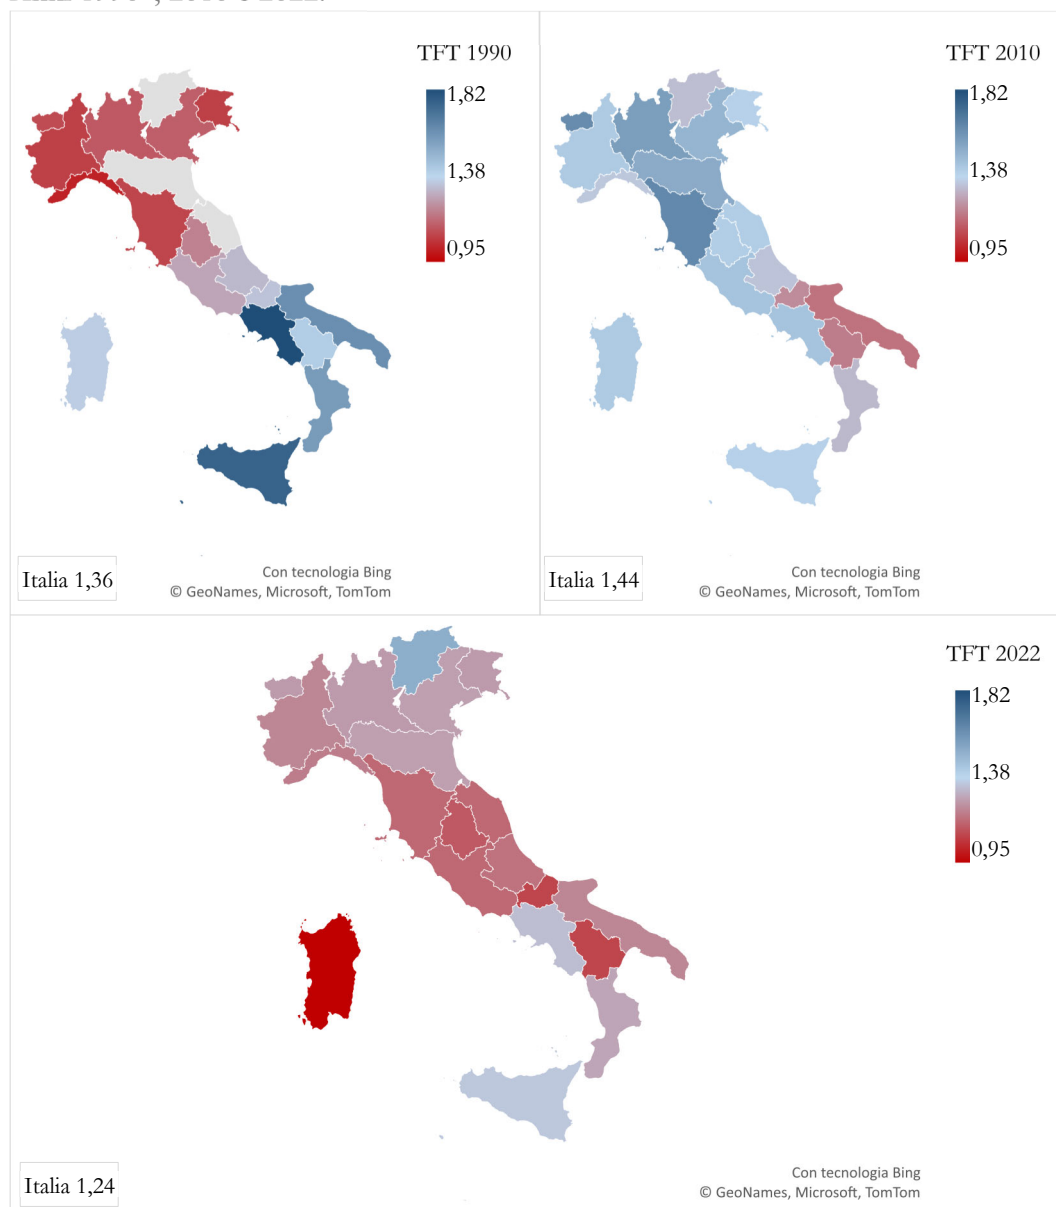 TFT 1990
1,82
1,38
0,95
Italia 1,36
Con tecnologia Bing
© GeoNames, Microsoft, TomTom
TFT 2010
1,82
1,38
0,95
Italia 1,44
Con tecnologia Bing
© GeoNames, Microsoft, TomTom
TFT 2022
1,82
1,38
0,95
Italia 1,24
Con tecnologia Bing
© GeoNames, Microsoft, TomTom